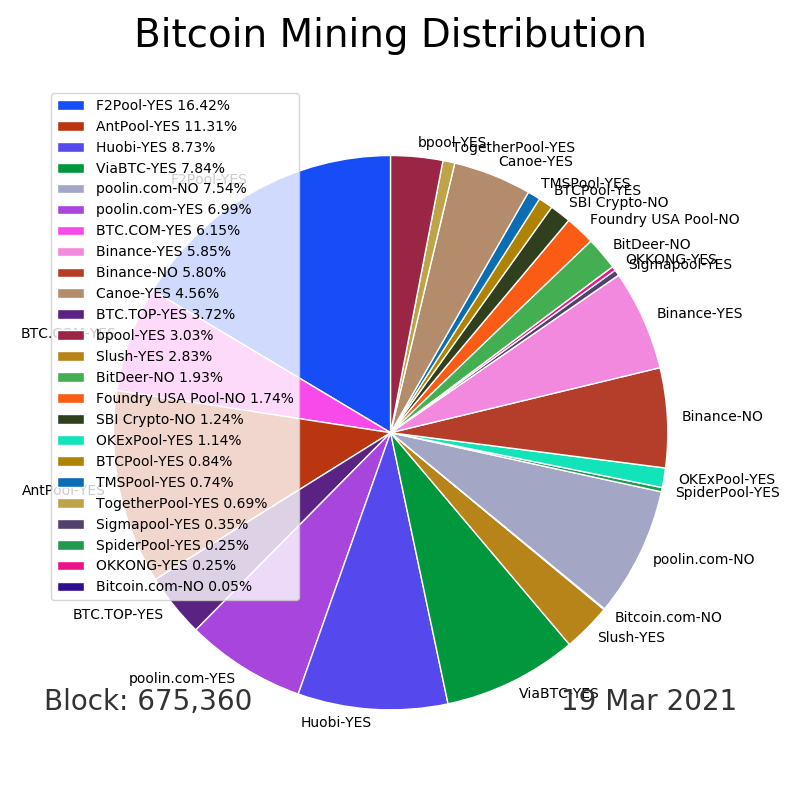 Bitcoin Mining Distribution
F2Pool-YES 16.42%
AntPool-YES 11.31%
Huobi-YES 8.73%
ViaBTC-YES 7.84%
poolin.com-NO 7.54%
poolin.com-YES 6.99%
BTC.COM-YES 6.15%
Binance-YES 5.85%
Binance-NO 5.80%
Canoe-YES 4.56%
BTC.TOP-YES 3.72%
bpool-YES 3.03%
Slush-YES 2.83%
BitDeer-NO 1.93%
Foundry USA Pool-NO 1.74%
SBI Crypto-NO 1.24%
OKExPool-YES 1.14%
BTCPool-YES 0.84%
TMSPool-YES 0.74%
TogetherPool-YES 0.69%
Sigmapool-YES 0.35%
SpiderPool-YES 0.25%
OKKONG-YES 0.25%
Bitcoin.com-NO 0.05%
F2Pool-YES
BTC.COM-YES
AntPool-YES
BTC.TOP-YES
poolin.com-YES
Huobi-YES
ViaBTC-YES
Slush-YES
Bitcoin.com-NO
poolin.com-NO
SpiderPool-YES
OKExPool-YES
Binance-NO
Binance-YES
Sigmapool-YES
OKKONG-YES
BitDeer-NO
Foundry USA Pool-NO
SBI Crypto-NO
BTCPool-YES
TMSPool-YES
Canoe-YES
TogetherPool-YES
bpool-YES
Block: 675,360
19 Mar 2021